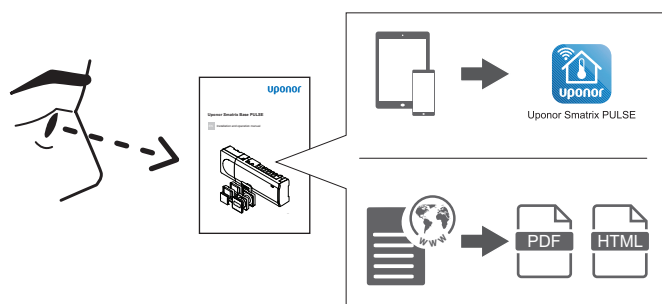 uponor
Uponor Smatrix Base PULSE
Installation and operation manual
uponor
Uponor Smatrix PULSE
www
PDF
HTML